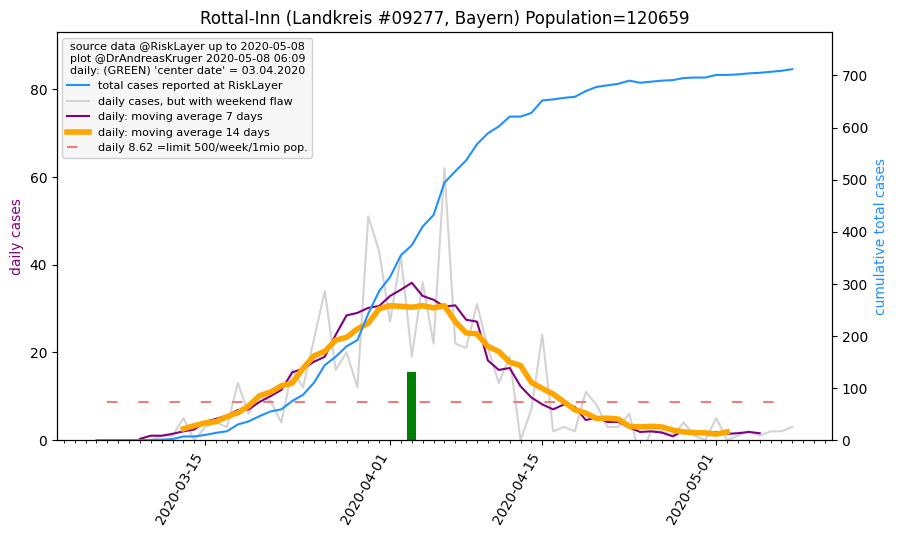 Rottal-Inn (Landkreis #09277, Bayern) Population=120659
source data @RiskLayer up to 2020-05-08
plot @DrAndreasKruger 2020-05-08 06:09
daily: (GREEN) 'center date' = 03.04.2020
total cases reported at RiskLayer
daily cases, but with weekend flaw
daily: moving average 7 days
daily: moving average 14 days
daily 8.62 =limit 500/week/1mio pop.
daily cases
80
60
40
20
0
700
600
500
400
300
200
100
0
cumulative total cases
2020-03-15
2020-04-01
2020-04-15
2020-05-01